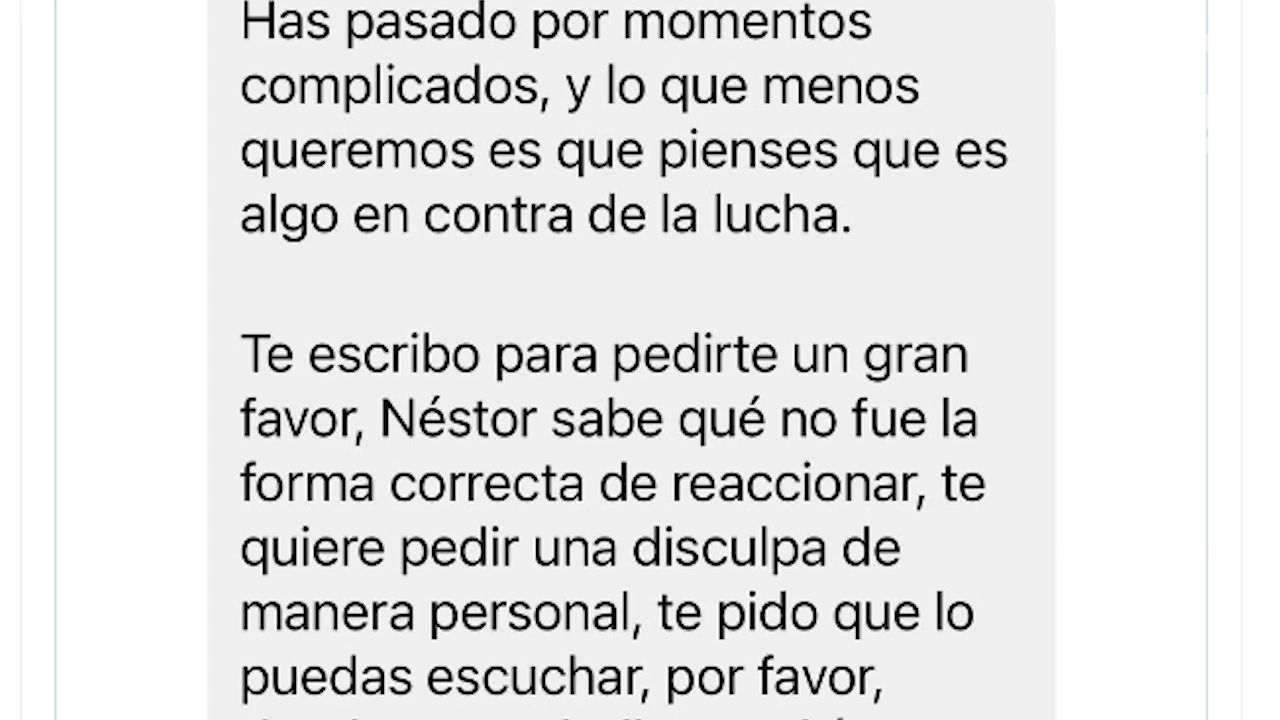 Has pasado por momentos
complicados, y lo que menos
queremos es que pienses que es
algo en contra de la lucha.
Te escribo para pedirte un gran
favor, Néstor sabe qué no fue la
forma correcta de reaccionar, te
quiere pedir una disculpa de
manera personal, te pido que lo
puedas escuchar, por favor,